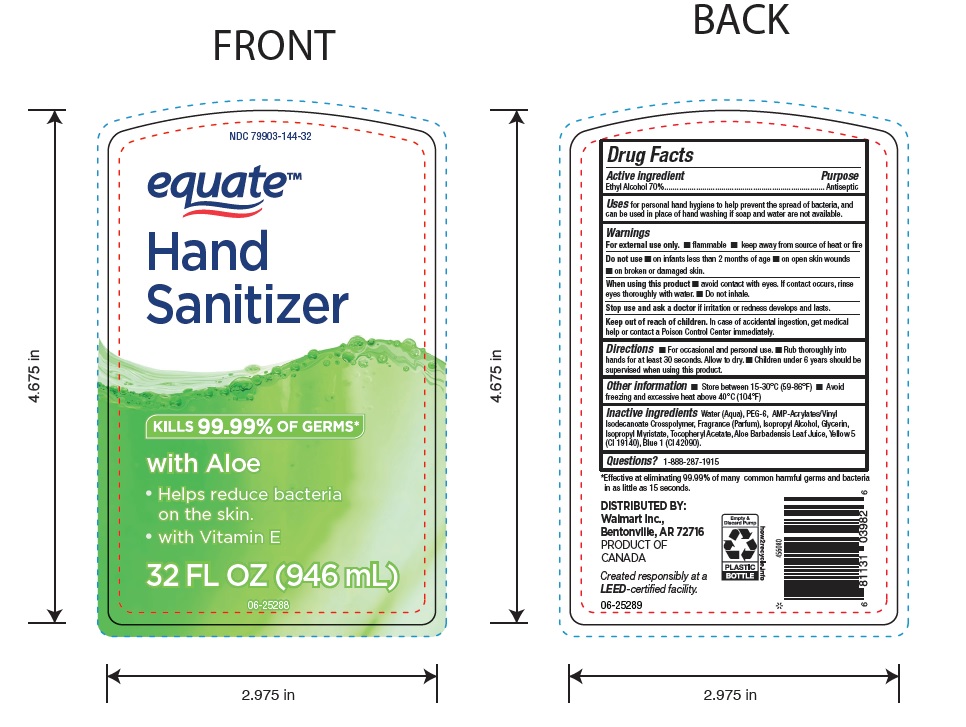 FRONT
4.675 in
NDC 79903-144-32
equate™
Hand
Sanitizer
KILLS 99.99% OF GERMS*
with Aloe
• Helps reduce bacteria
on the skin.
• with Vitamin E
32 FL OZ (946 mL)
06-25288
2.975 in
BACK
4.675 in
Drug Facts
Active ingredient Purpose
Ethyl Alcohol 70%........ Antiseptic
Uses for personal hand hygiene to help prevent the spread of bacteria, and
can be used in place of hand washing if soap and water are not available.
Warnings
For external use only. ■ flammable ■ keep away from source of heat or fire
Do not use ■ on infants less than 2 months of age ■ on open skin wounds
■ on broken or damaged skin.
When using this product ■ avoid contact with eyes. If contact occurs, rinse
eyes thoroughly with water. ■ Do not inhale.
Stop use and ask a doctor if irritation or redness develops and lasts.
Keep out of reach of children. In case of accidental ingestion, get medical
help or contact a Poison Control Center immediately.
Directions ■ For occasional and personal use. ■ Rub thoroughly into
hands for at least 30 seconds. Allow to dry. ■ Children under 6 years should be
supervised when using this product.
Other information ■ Store between 15-30°C (59-86°F) ■ Avoid
freezing and excessive heat above 40°C (104°F)
Inactive ingredients Water (Aqua), PEG-6, AMP-Acrylates/Vinyl
Isodecanoate Crosspolymer, Fragrance (Parfum), Isopropyl Alcohol, Glycerin,
Isopropyl Myristate, Tocopheryl Acetate, Aloe Barbadensis Leaf Juice, Yellow 5
(CI 19140), Blue 1 (CI 42090).
Questions? 1-888-287-1915
*Effective at eliminating 99.99% of many common harmful germs and bacteria
in as little as 15 seconds.
DISTRIBUTED BY:
Walmart Inc.,
Bentonville, AR 72716
PRODUCT OF
CANADA
Created responsibly at a
LEED-certified facility.
06-25289
Empty &
Discard Pump
PLASTIC
BOTTLE
how2recycle.info
456040
6 81131 03982 6
2.975 in